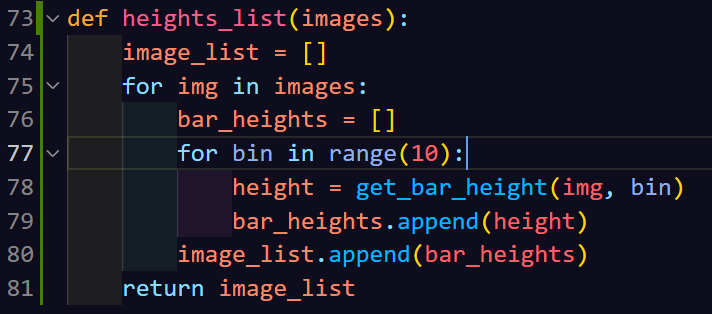 73 def heights_list(images):
74     image_list = []
75     for img in images:
76         bar_heights = []
77         for bin in range(10):
78             height = get_bar_height(img, bin)
79             bar_heights.append(height)
80         image_list.append(bar_heights)
81     return image_list